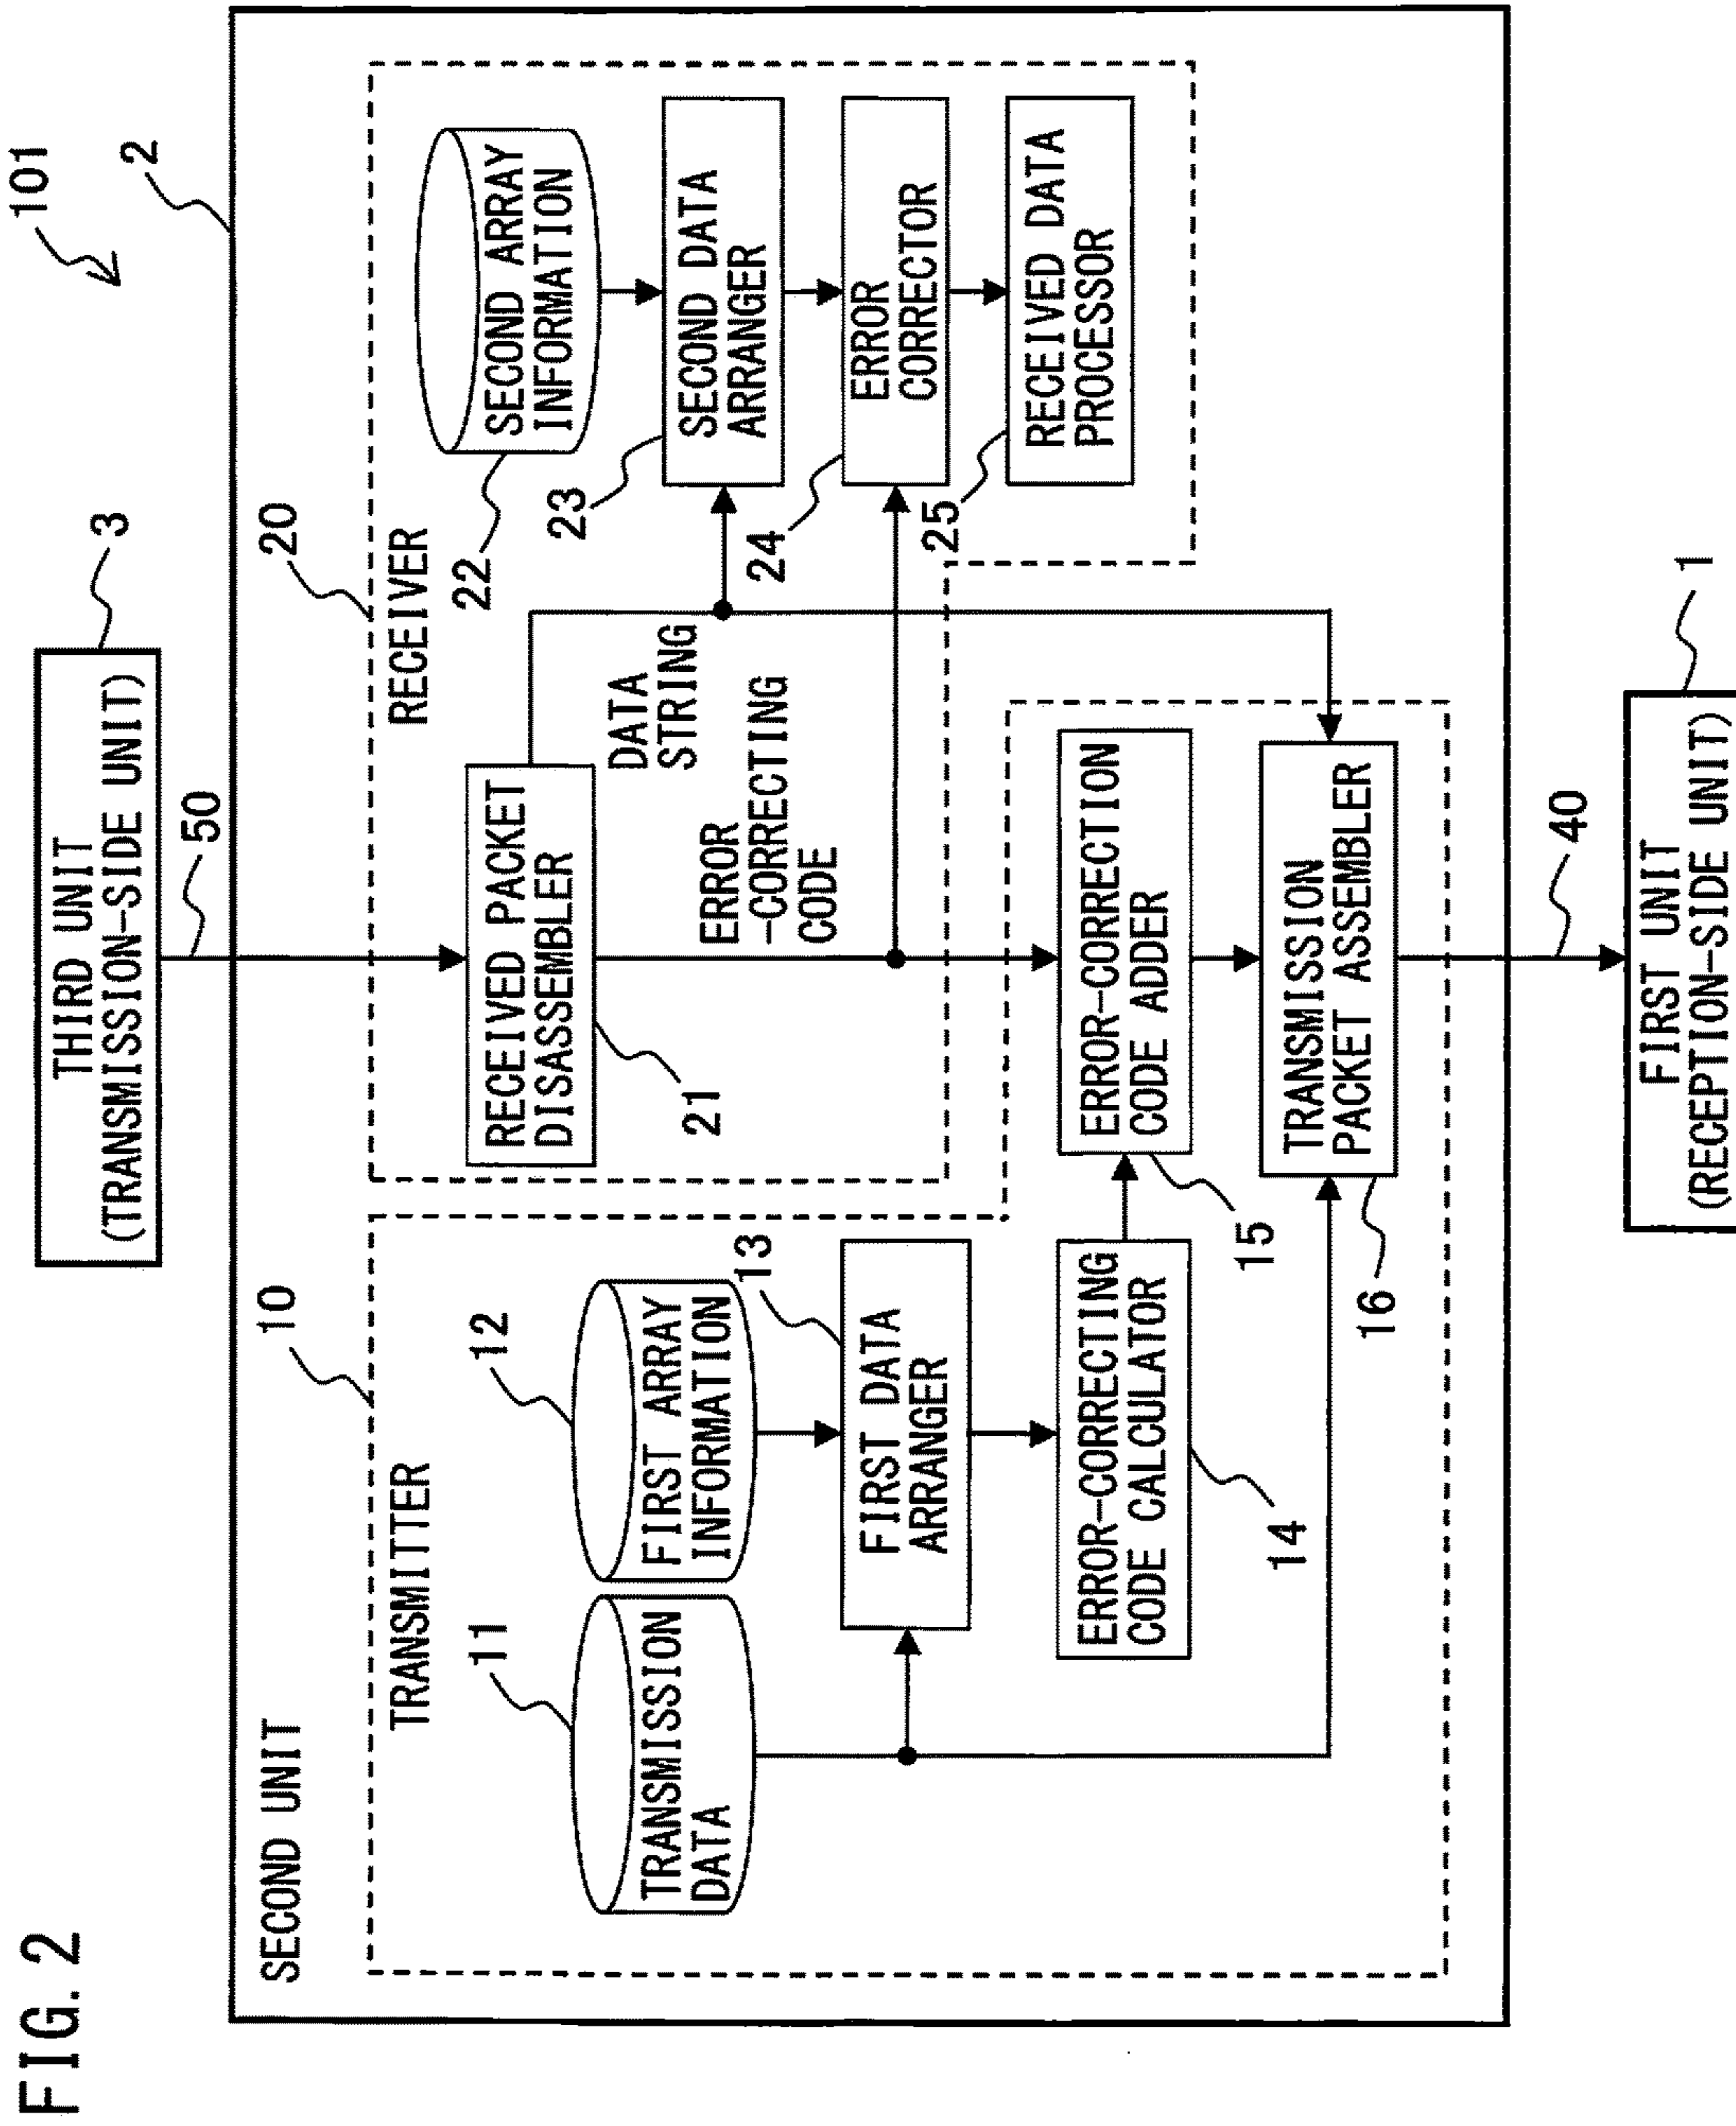 FIG. 2
101
THIRD UNIT
(TRANSMISSION-SIDE UNIT)
3
50
2
SECOND UNIT
10
TRANSMITTER
20
RECEIVER
11
TRANSMISSION
DATA
12
FIRST ARRAY
INFORMATION
13
FIRST DATA
ARRANGER
ERROR-CORRECTING
CODE CALCULATOR
14
RECEIVED PACKET
DISASSEMBLER
21
DATA
STRING
ERROR
-CORRECTING
CODE
22
SECOND ARRAY
INFORMATION
23
SECOND DATA
ARRANGER
24
ERROR
CORRECTOR
25
RECEIVED DATA
PROCESSOR
ERROR-CORRECTION
CODE ADDER
15
TRANSMISSION
PACKET ASSEMBLER
16
40
FIRST UNIT
(RECEPTION-SIDE UNIT)
1